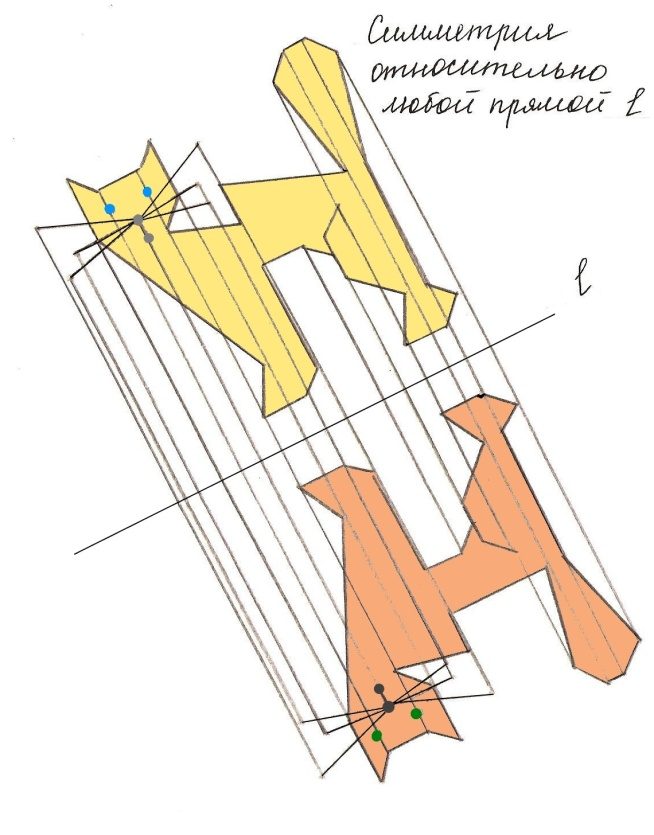 Симметрия
относительно
любой прямой l
l